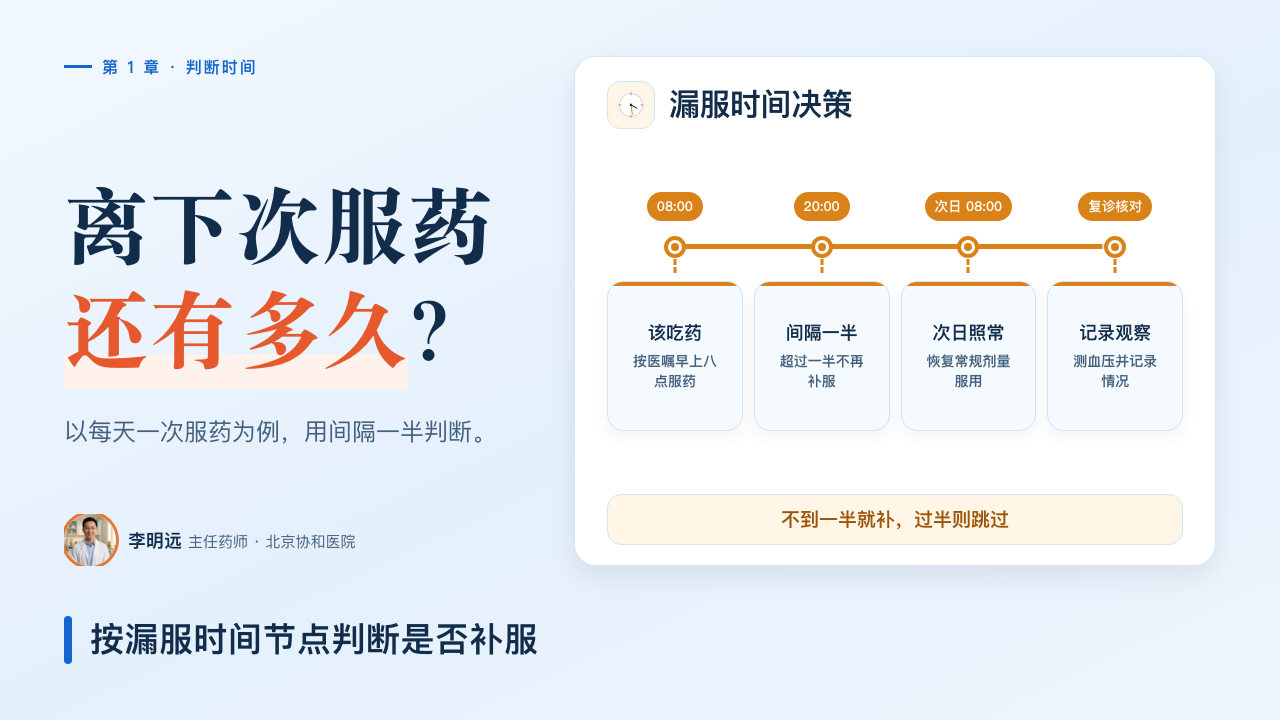 第 1 章 · 判断时间
离下次服药
还有多久?
以每天一次服药为例，用间隔一半判断。
李明远 主任药师 · 北京协和医院
按漏服时间节点判断是否补服
漏服时间决策
08:00
20:00
次日 08:00
复诊核对
该吃药
按医嘱早上八
点服药
间隔一半
超过一半不再
补服
次日照常
恢复常规剂量
服用
记录观察
测血压并记录
情况
不到一半就补，过半则跳过